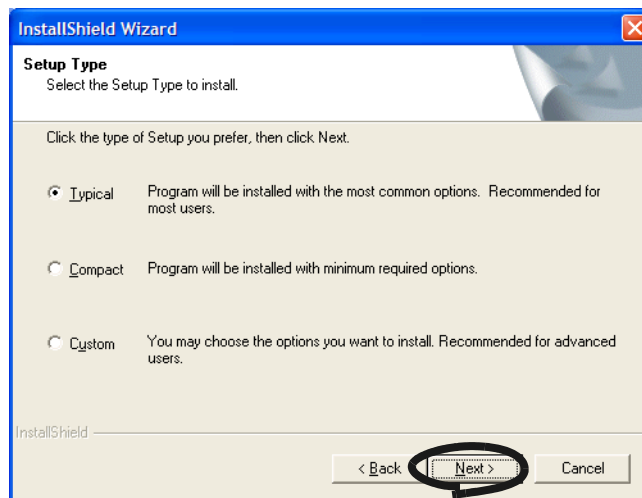 InstallShield Wizard
Setup Type
Select the Setup Type to install.
Click the type of Setup you prefer, then click Next.
Typical
Program will be installed with the most common options. Recommended for
most users.
Compact
Program will be installed with minimum required options.
Custom
You may choose the options you want to install. Recommended for advanced
users.
InstallShield
< Back
Next >
Cancel